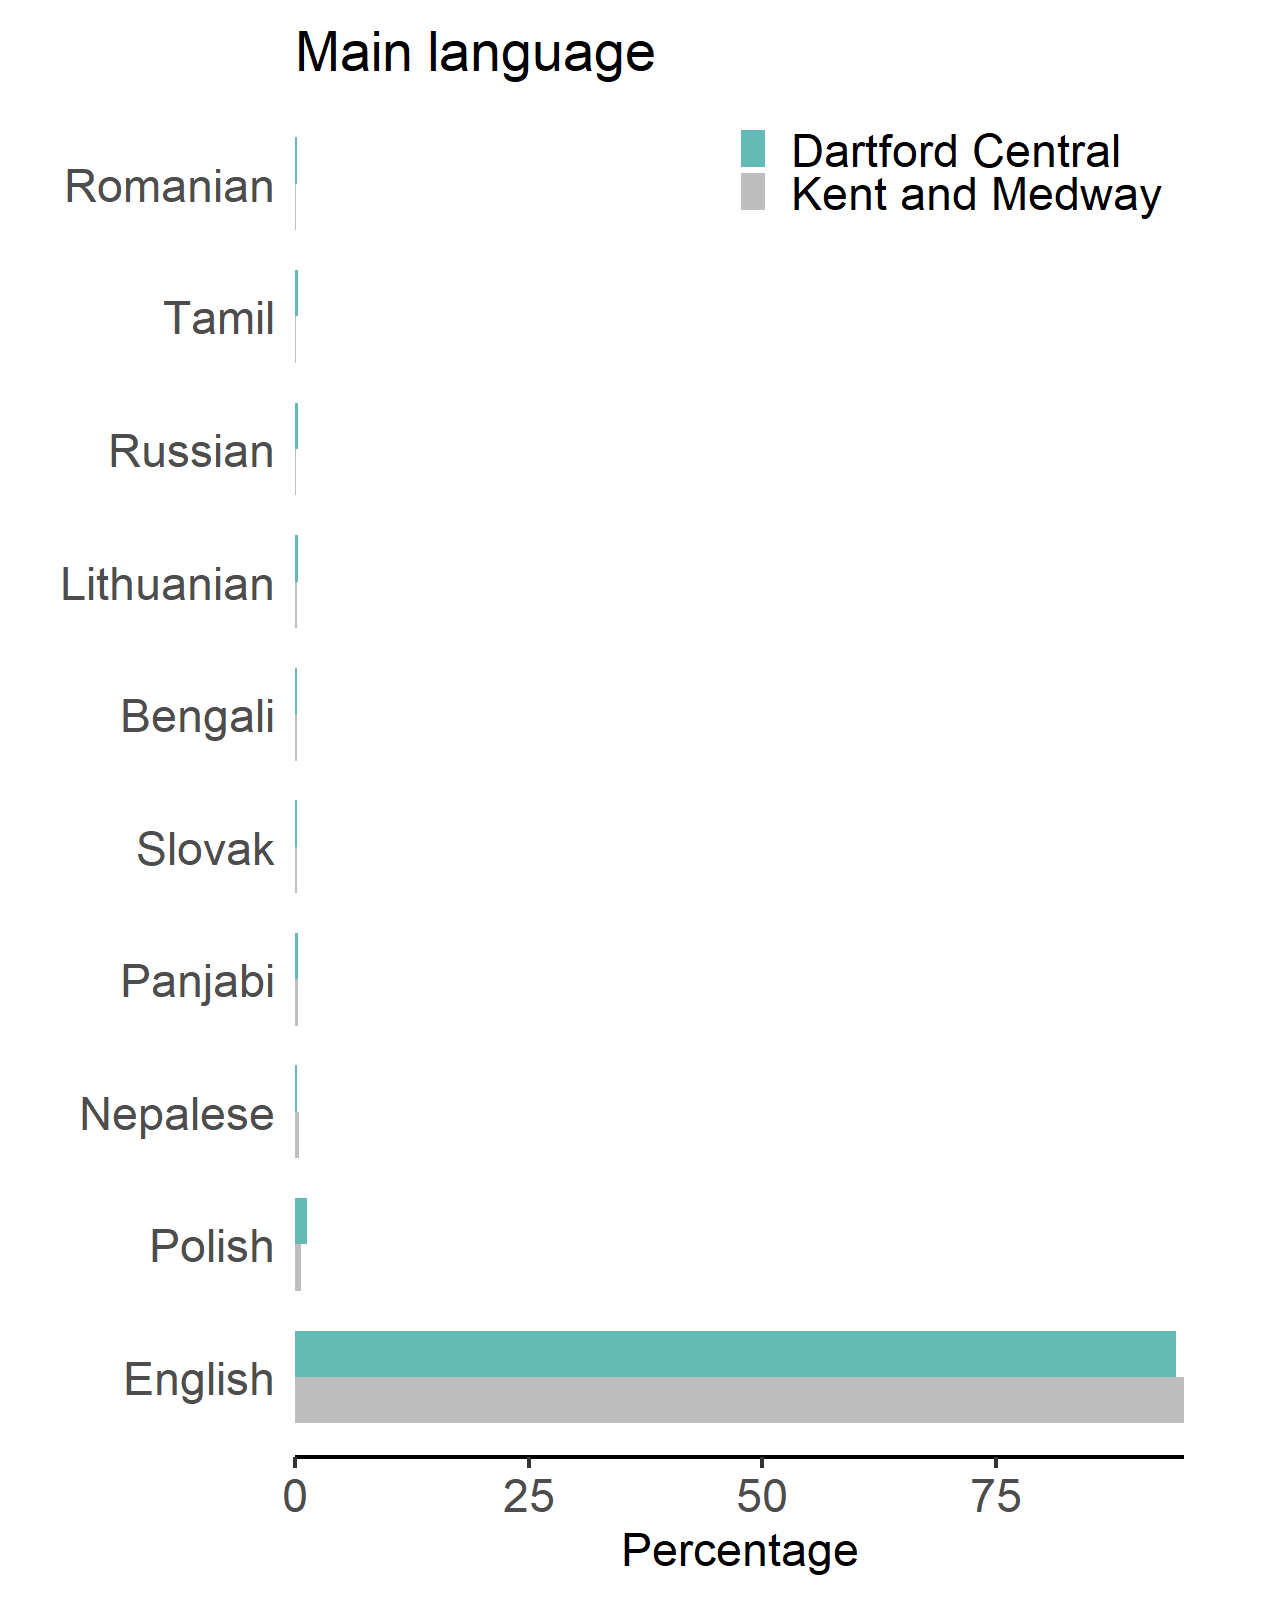 Main language
Dartford Central
Kent and Medway
Romanian
Tamil
Russian
Lithuanian
Bengali
Slovak
Panjabi
Nepalese
Polish
English
0 25 50 75
Percentage